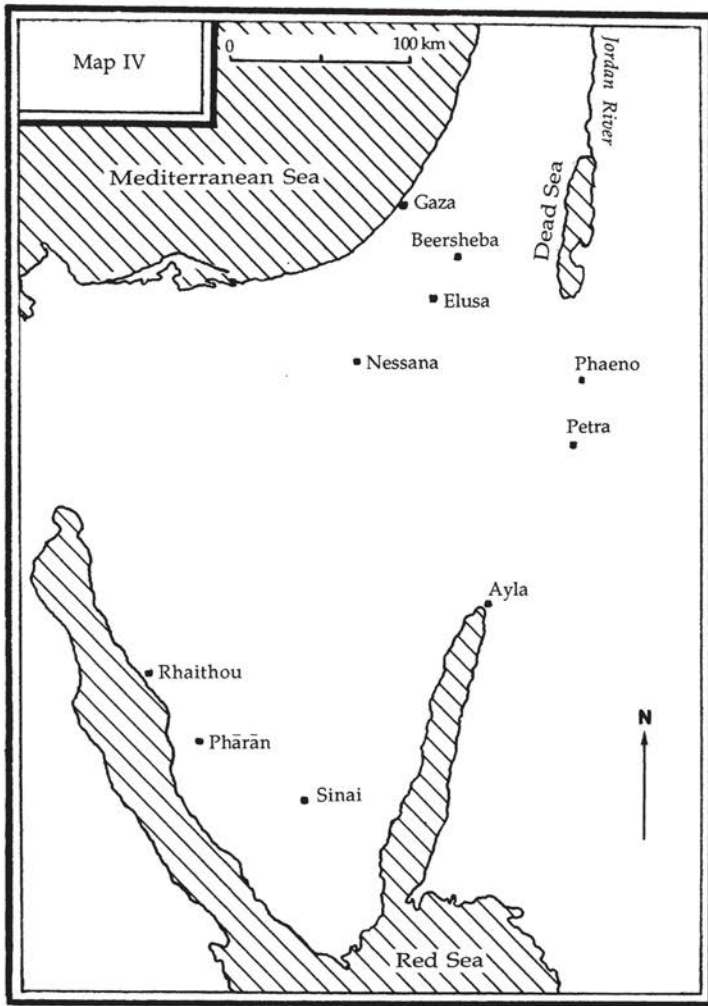 Map IV
0 100 km
Jordan River
Mediterranean Sea
Dead Sea
Gaza
Beersheba
Elusa
Nessana
Phaeno
Petra
Ayla
Rhaithou
Phārān
Sinai
N
Red Sea